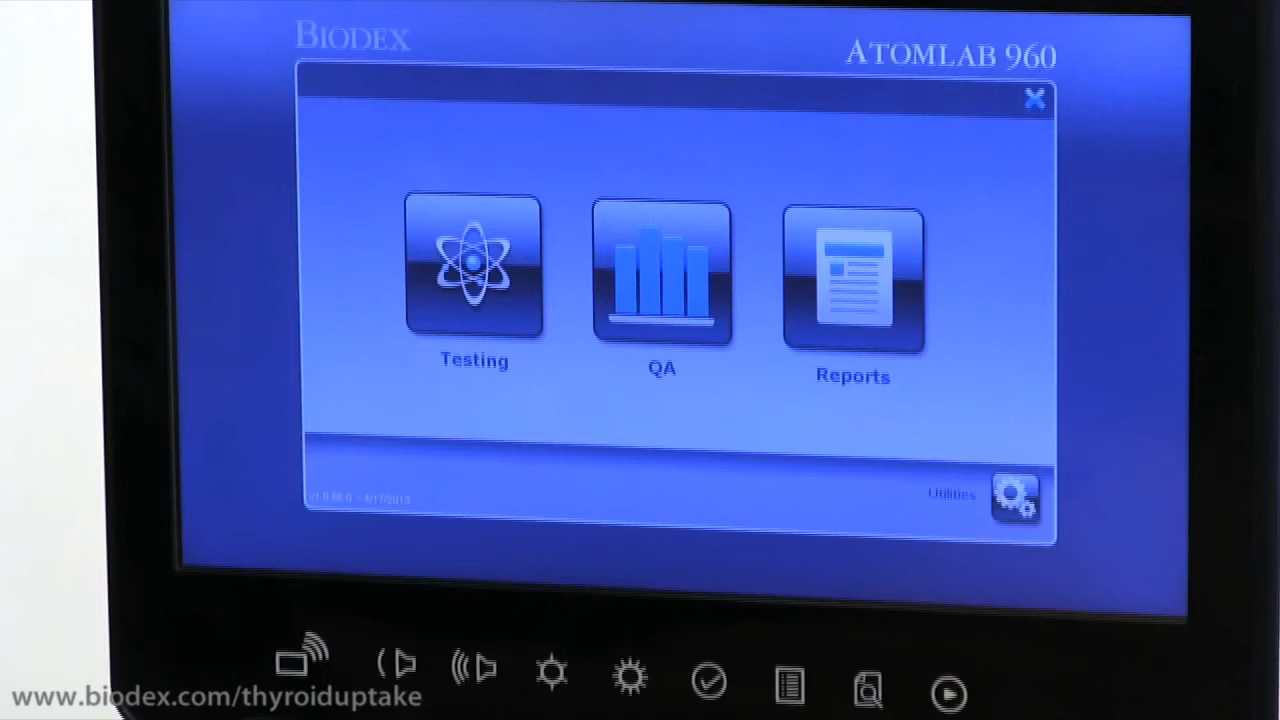 BIODEX
ATOMLAB 960
Testing
QA
Reports
Utilities
www.biodex.com/thyroiduptake